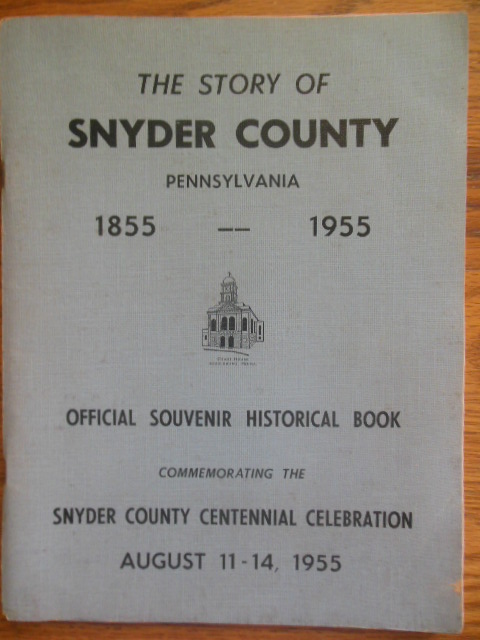 THE STORY OF
SNYDER COUNTY
PENNSYLVANIA
1855 — 1955
OFFICIAL SOUVENIR HISTORICAL BOOK
COMMEMORATING THE
SNYDER COUNTY CENTENNIAL CELEBRATION
AUGUST 11-14, 1955